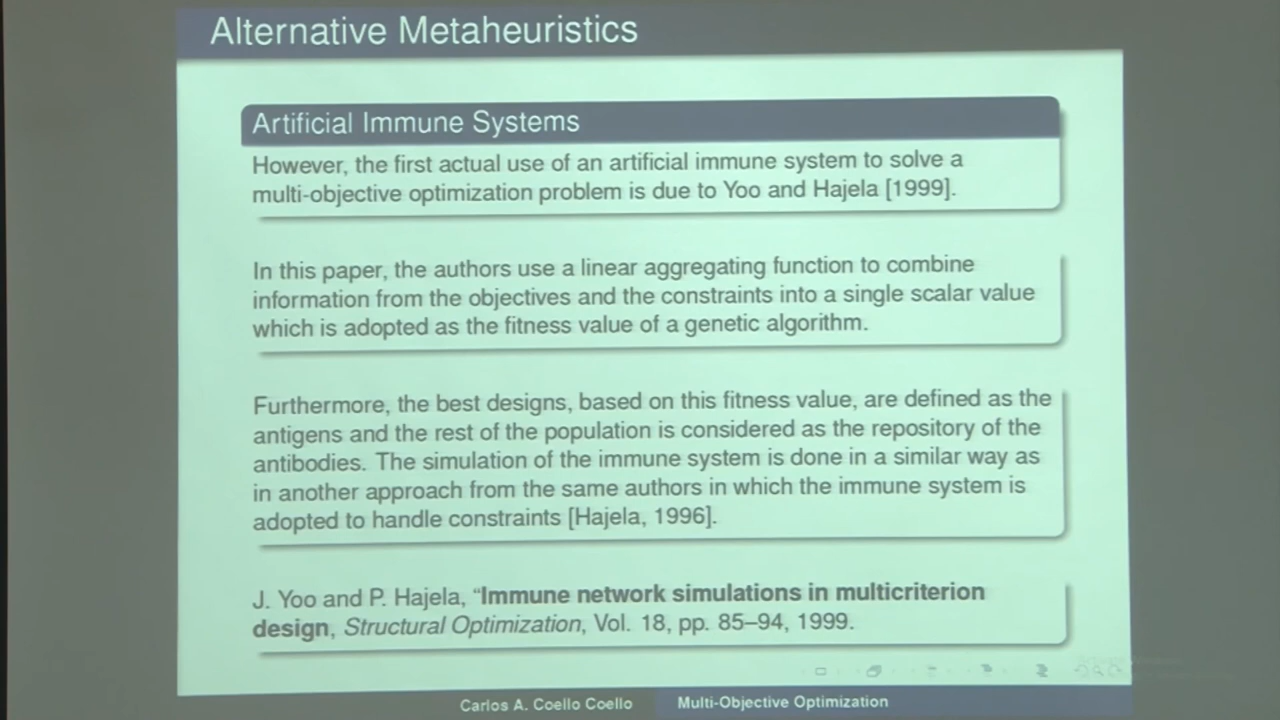 Alternative Metaheuristics
Artificial Immune Systems
However, the first actual use of an artificial immune system to solve a
multi-objective optimization problem is due to Yoo and Hajela [1999].
In this paper, the authors use a linear aggregating function to combine
information from the objectives and the constraints into a single scalar value
which is adopted as the fitness value of a genetic algorithm.
Furthermore, the best designs, based on this fitness value, are defined as the
antigens and the rest of the population is considered as the repository of the
antibodies. The simulation of the immune system is done in a similar way as
in another approach from the same authors in which the immune system is
adopted to handle constraints [Hajela, 1996].
J. Yoo and P. Hajela, “Immune network simulations in multicriterion
design, Structural Optimization, Vol. 18, pp. 85–94, 1999.
Carlos A. Coello Coello
Multi-Objective Optimization